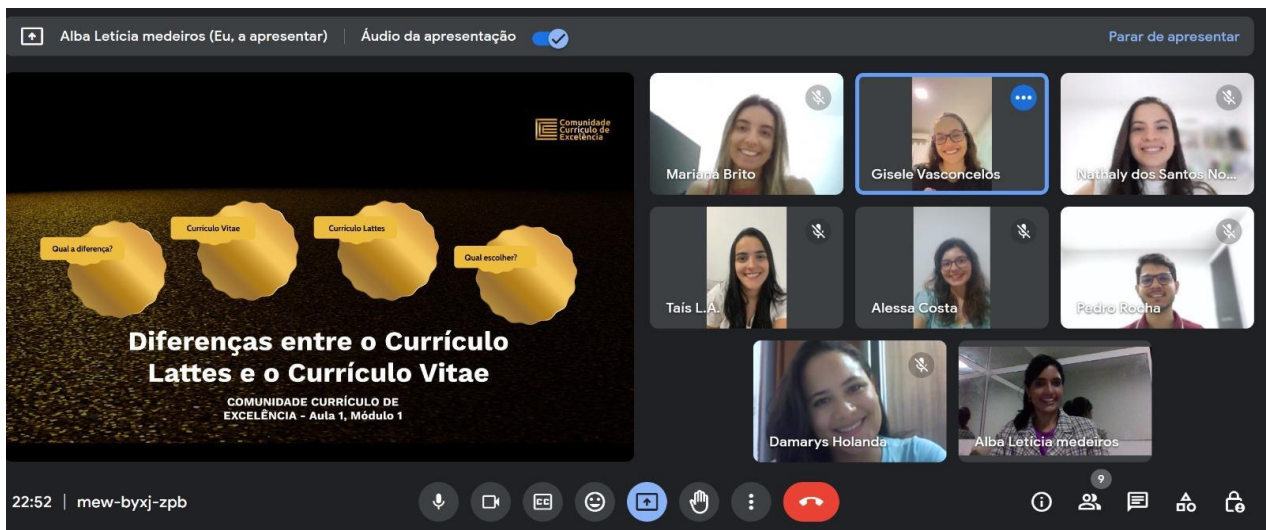 Alba Letícia medeiros (Eu, a apresentar)
Áudio da apresentação
Parar de apresentar
Comunidade
Currículo de
Excelência
Qual a diferença?
Currículo Vitae
Currículo Lattes
Qual escolher?
Diferenças entre o Currículo
Lattes e o Currículo Vitae
COMUNIDADE CURRÍCULO DE
EXCELÊNCIA - Aula 1, Módulo 1
Mariana Brito
Gisele Vasconcelos
Nathaly dos Santos No...
Taís L.A.
Alessa Costa
Pedro Rocha
Damarys Holanda
Alba Letícia medeiros
22:52 | mew-byxj-zpb
CC
9